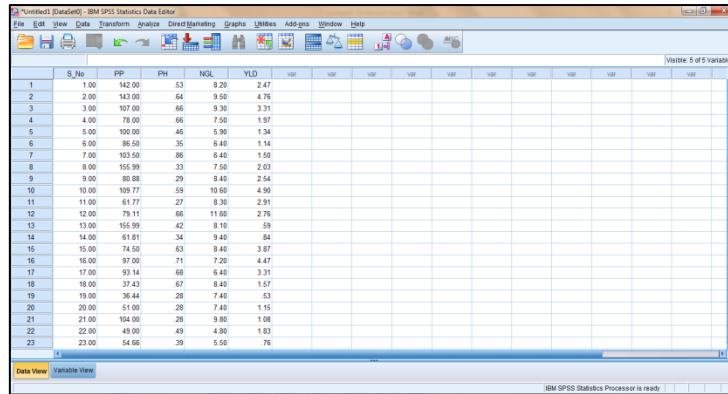 *Untitled1 [DataSet0] - IBM SPSS Statistics Data Editor
File Edit View Data Transform Analyze Direct Marketing Graphs Utilities Add-ons Window Help
Visible: 5 of 5 Variable
S_No PP PH NGL YLD var var var var var var var var
1 1.00 142.00 .53 8.20 2.47
2 2.00 143.00 .64 9.50 4.76
3 3.00 107.00 .66 9.30 3.31
4 4.00 78.00 .66 7.50 1.97
5 5.00 100.00 .46 5.90 1.34
6 6.00 86.50 .35 6.40 1.14
7 7.00 103.50 .86 6.40 1.50
8 8.00 155.99 .33 7.50 2.03
9 9.00 80.88 .29 8.40 2.54
10 10.00 109.77 .59 10.60 4.90
11 11.00 61.77 .27 8.30 2.91
12 12.00 79.11 .66 11.60 2.76
13 13.00 155.99 .42 8.10 .59
14 14.00 61.81 .34 9.40 .84
15 15.00 74.50 .63 8.40 3.87
16 16.00 97.00 .71 7.20 4.47
17 17.00 93.14 .68 6.40 3.31
18 18.00 37.43 .67 8.40 1.57
19 19.00 36.44 .28 7.40 .53
20 20.00 51.00 .28 7.40 1.15
21 21.00 104.00 .28 9.80 1.08
22 22.00 49.00 .49 4.80 1.83
23 23.00 54.66 .39 5.50 .76
Data View Variable View
IBM SPSS Statistics Processor is ready